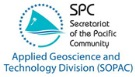 SPC
Secretariat
of the Pacific
Community
Applied Geoscience and
Technology Division (SOPAC)